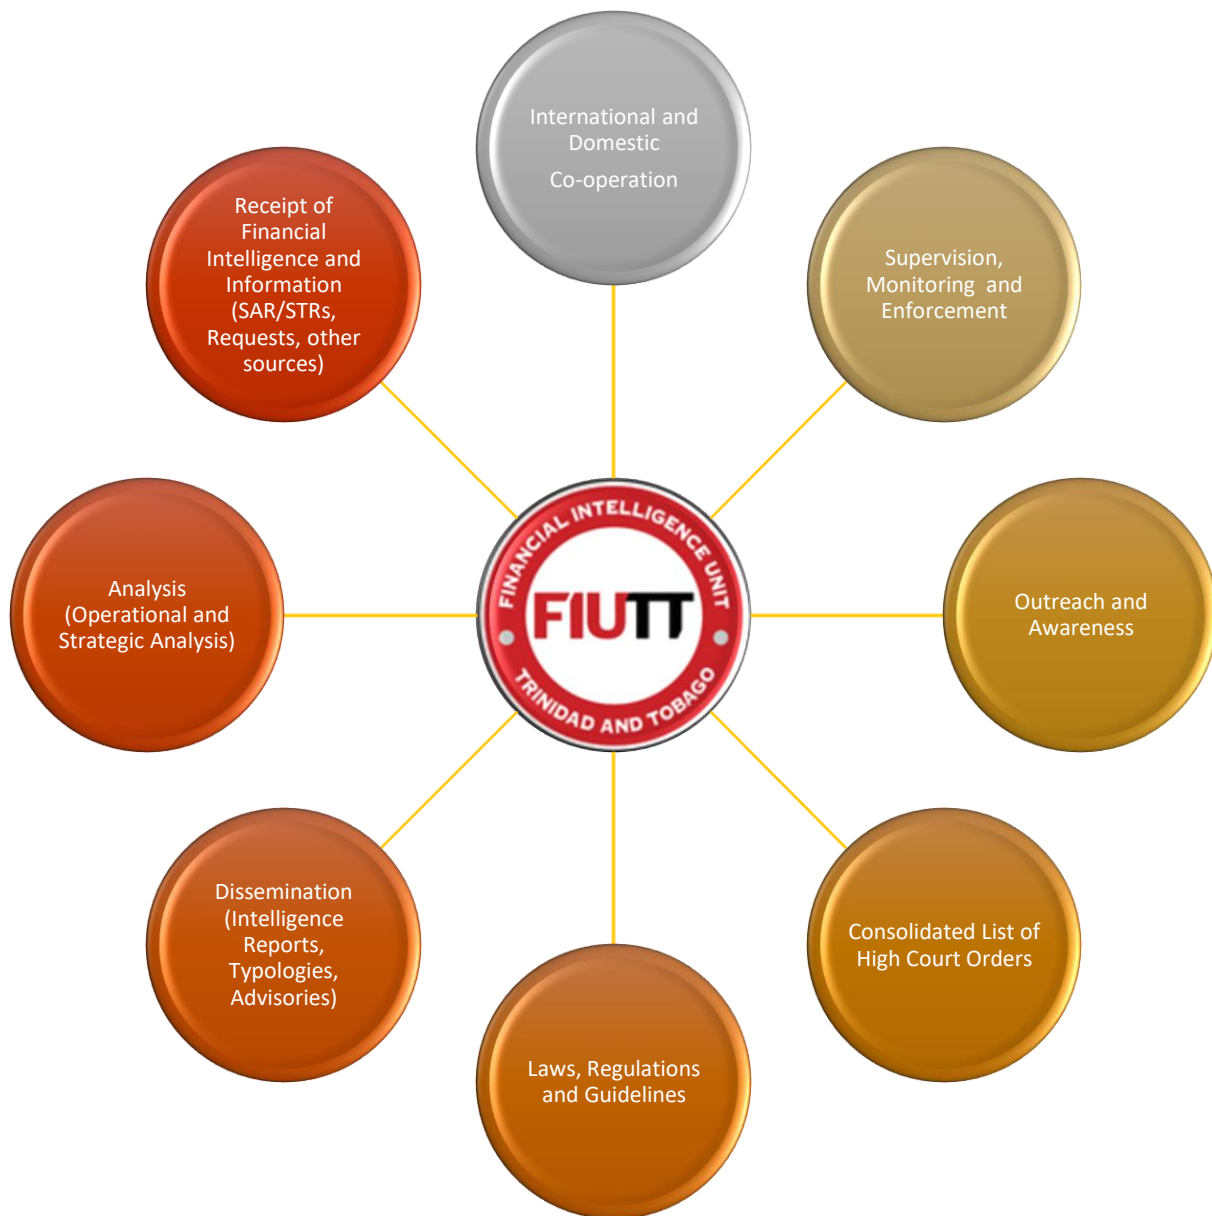 International and
Domestic
Co-operation
Supervision,
Monitoring and
Enforcement
Outreach and
Awareness
Consolidated List of
High Court Orders
Laws, Regulations
and Guidelines
Dissemination
(Intelligence
Reports,
Typologies,
Advisories)
Analysis
(Operational and
Strategic Analysis)
Receipt of
Financial
Intelligence and
Information
(SAR/STRs,
Requests, other
sources)
FINANCIAL INTELLIGENCE UNIT
FIUTT
TRINIDAD AND TOBAGO